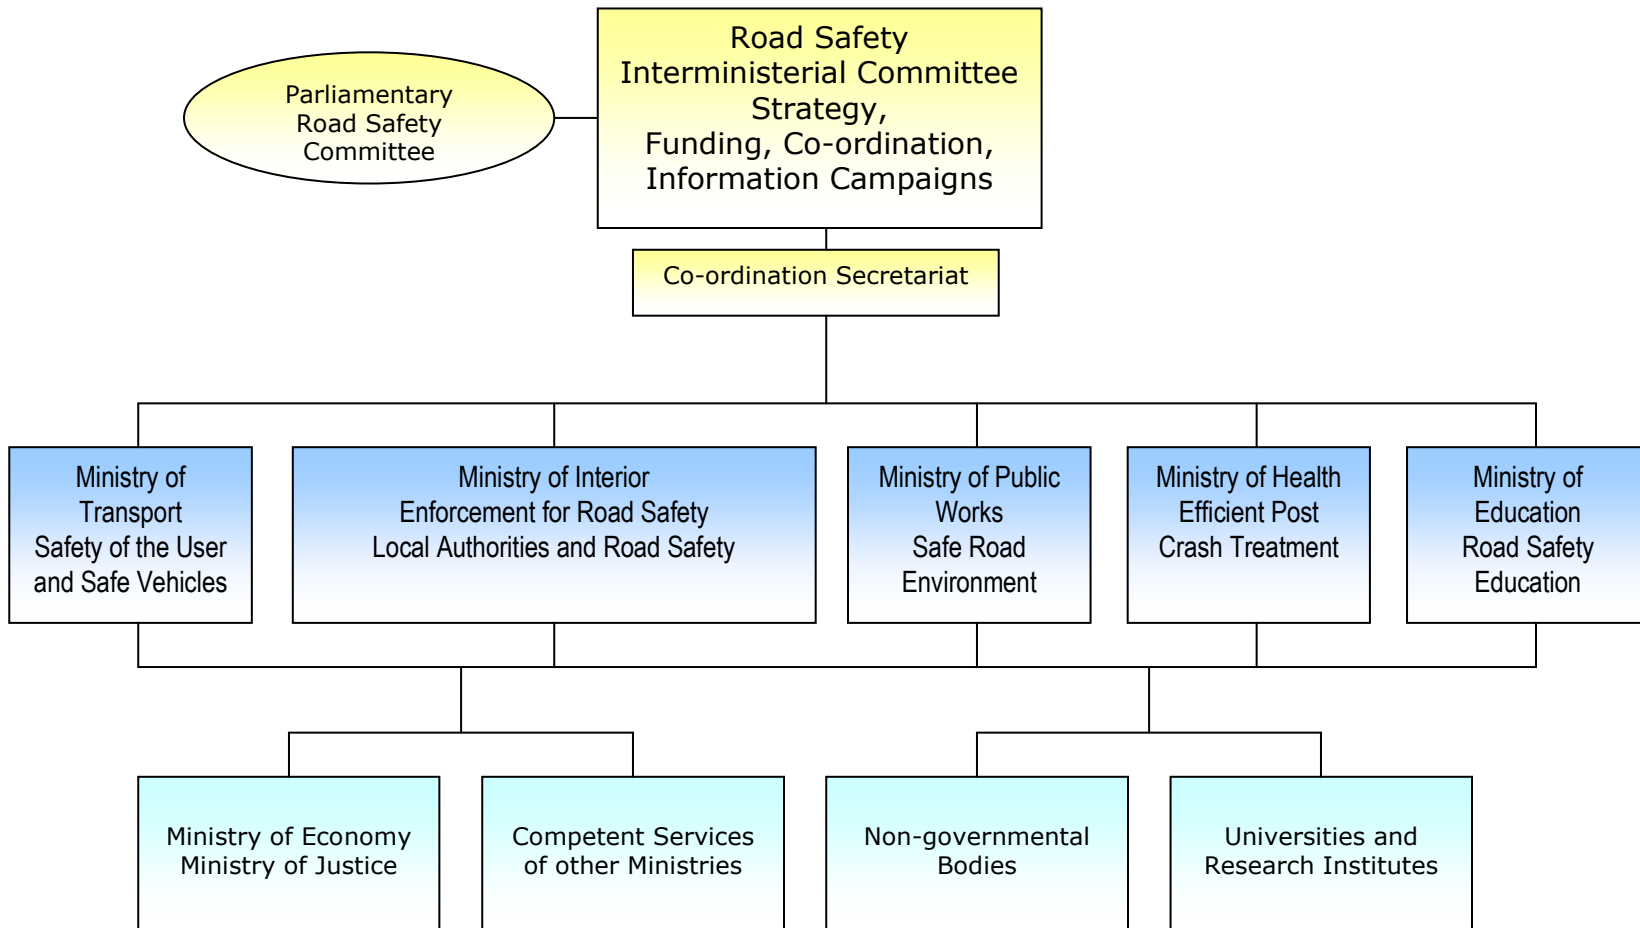 Road Safety
Interministerial Committee
Strategy,
Funding, Co-ordination,
Information Campaigns
Parliamentary
Road Safety
Committee
Co-ordination Secretariat
Ministry of
Transport
Safety of the User
and Safe Vehicles
Ministry of Interior
Enforcement for Road Safety
Local Authorities and Road Safety
Ministry of Public
Works
Safe Road
Environment
Ministry of Health
Efficient Post
Crash Treatment
Ministry of
Education
Road Safety
Education
Ministry of Economy
Ministry of Justice
Competent Services
of other Ministries
Non-governmental
Bodies
Universities and
Research Institutes